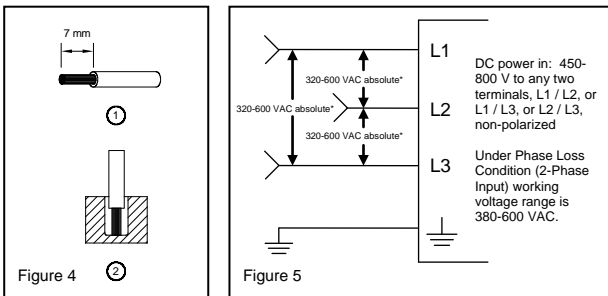 7 mm
1
2
Figure 4
320-600 VAC absolute*
320-600 VAC absolute*
320-600 VAC absolute*
L1
L2
L3
DC power in: 450-
800 V to any two
terminals, L1 / L2, or
L1 / L3, or L2 / L3,
non-polarized
Under Phase Loss
Condition (2-Phase
Input) working
voltage range is
380-600 VAC.
Figure 5